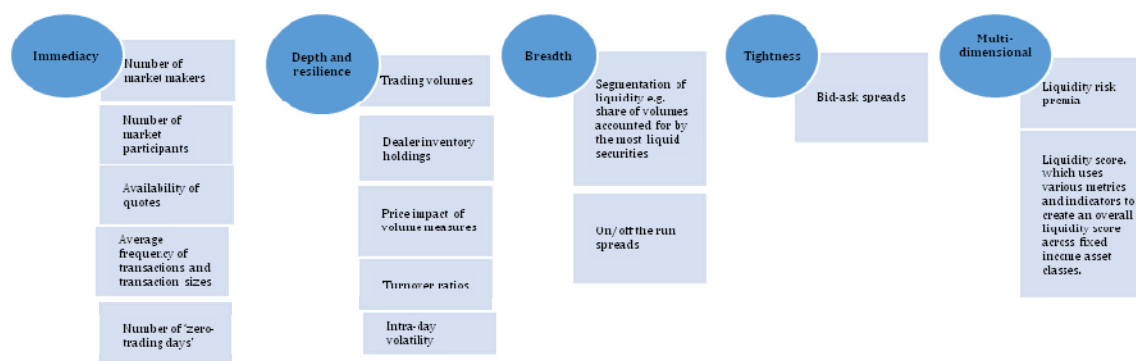 Immediacy
Number of
market makers
Number of
market
participants
Availability of
quotes
Average
frequency of
transactions and
transaction sizes
Number of 'zero-
trading days'
Depth and
resilience
Trading volumes
Dealer inventory
holdings
Price impact of
volume measures
Turnover ratios
Intra-day
volatility
Breadth
Segmentation of
liquidity e.g.
share of volumes
accounted for by
the most liquid
securities
On/off the run
spreads
Tightness
Bid-ask spreads
Multi-
dimensional
Liquidity risk
premia
Liquidity score,
which uses
various metrics
and indicators to
create an overall
liquidity score
across fixed
income asset
classes.